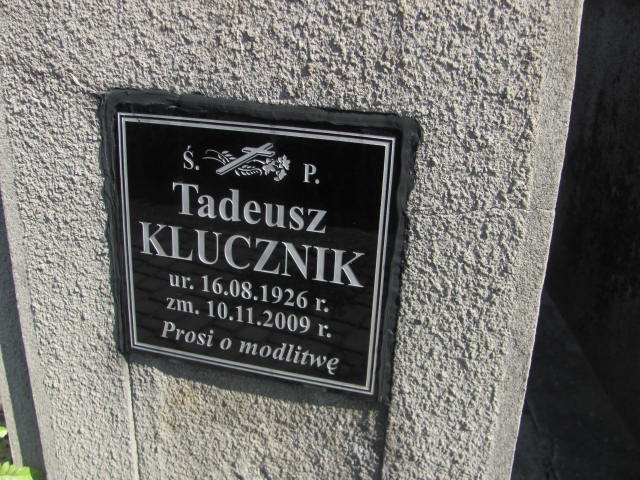 Ś. P.
Tadeusz
KLUCZNIK
ur. 16.08.1926 r.
zm. 10.11.2009 r.
Prosi o modlitwę